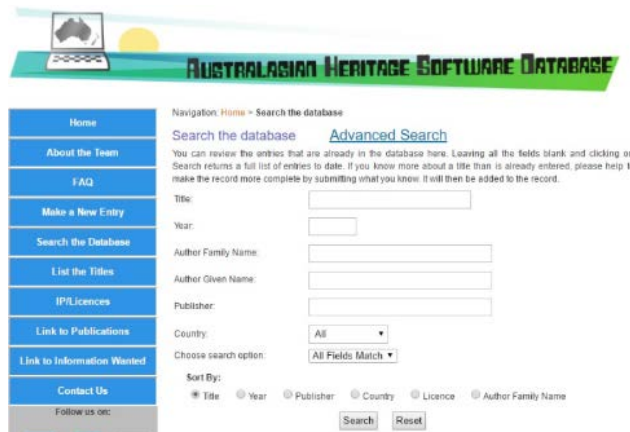 AUSTRALASIAN HERITAGE SOFTWARE DATABASE
Home
About the Team
FAQ
Make a New Entry
Search the Database
List the Titles
IP/Licences
Link to Publications
Link to Information Wanted
Contact Us
Follow us on:
Navigation: Home > Search the database
Search the database Advanced Search
You can review the entries that are already in the database here. Leaving all the fields blank and clicking on
Search returns a full list of entries to date. If you know more about a title than is already entered, please help
make the record more complete by submitting what you know. It will then be added to the record.
Title:
Year:
Author Family Name:
Author Given Name:
Publisher:
Country: All
Choose search option: All Fields Match
Sort By:
Title Year Publisher Country Licence Author Family Name
Search Reset